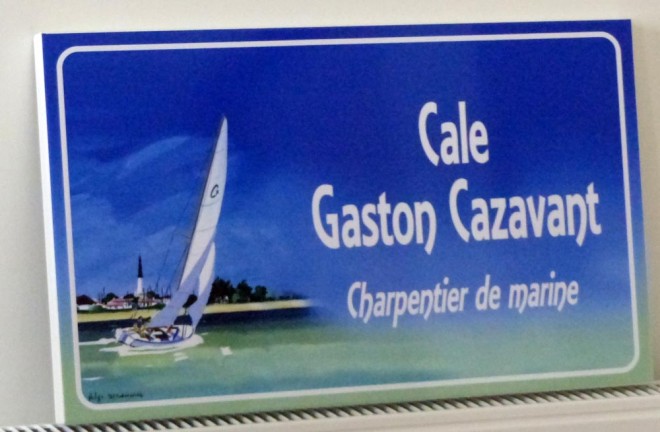 Cale
Gaston Cazavant
Charpentier de marine
G